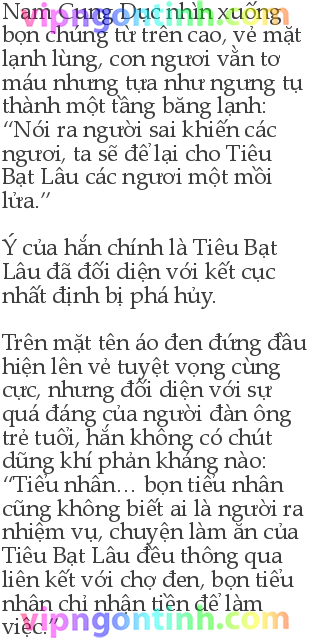 Nam Cung Dục nhìn xuống
vipngontinh.com
bọn chúng từ trên cao, vẻ mặt
lạnh lùng, con ngươi vằn tơ
máu nhưng tựa như ngưng tụ
thành một tầng băng lạnh:
“Nói ra người sai khiến các
ngươi, ta sẽ để lại cho Tiêu
Bạt Lâu các ngươi một mồi
lửa.”
Ý của hắn chính là Tiêu Bạt
Lâu đã đối diện với kết cục
nhất định bị phá hủy.
Trên mặt tên áo đen đứng đầu
hiện lên vẻ tuyệt vọng cùng
cực, nhưng đối diện với sự
quá đáng của người đàn ông
trẻ tuổi, hắn không có chút
dũng khí phản kháng nào:
“Tiểu nhân... bọn tiểu nhân
cũng không biết ai là người ra
nhiệm vụ, chuyện làm ăn của
Tiêu Bạt Lâu đều thông qua
liên kết với chợ đen, bọn tiểu
nhân chỉ nhận tiền để làm
vipngontinh.com
việc.”